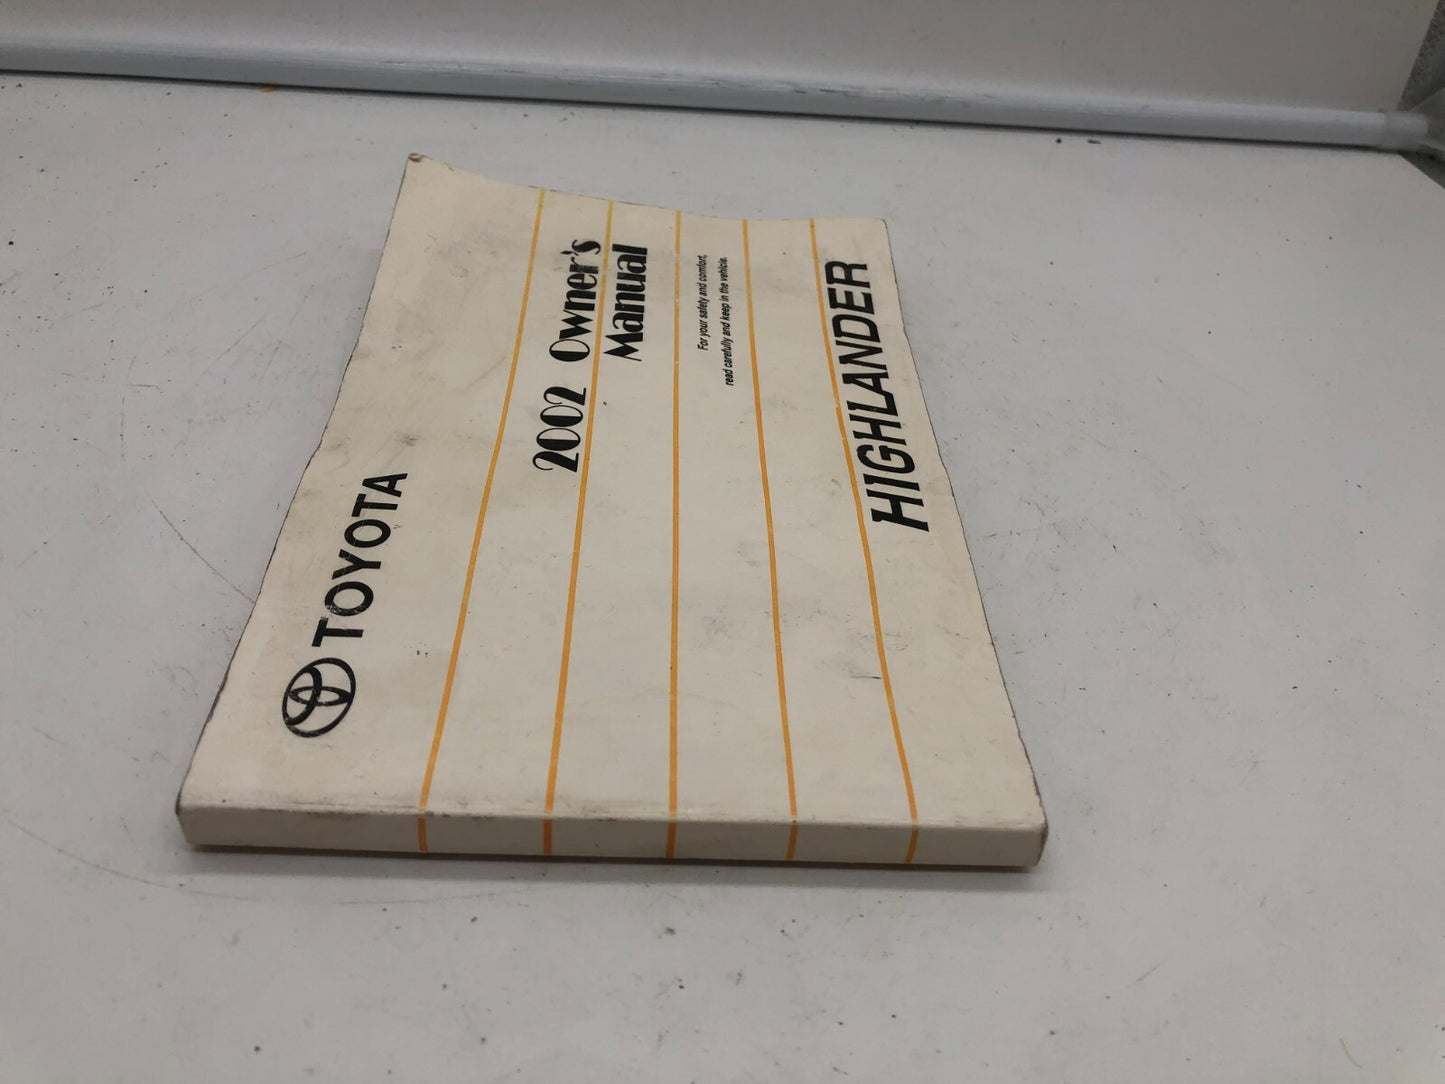 TOYOTA
2002 Owner's
Manual
For your safety and comfort,
read carefully and keep in the vehicle.
HIGHLANDER